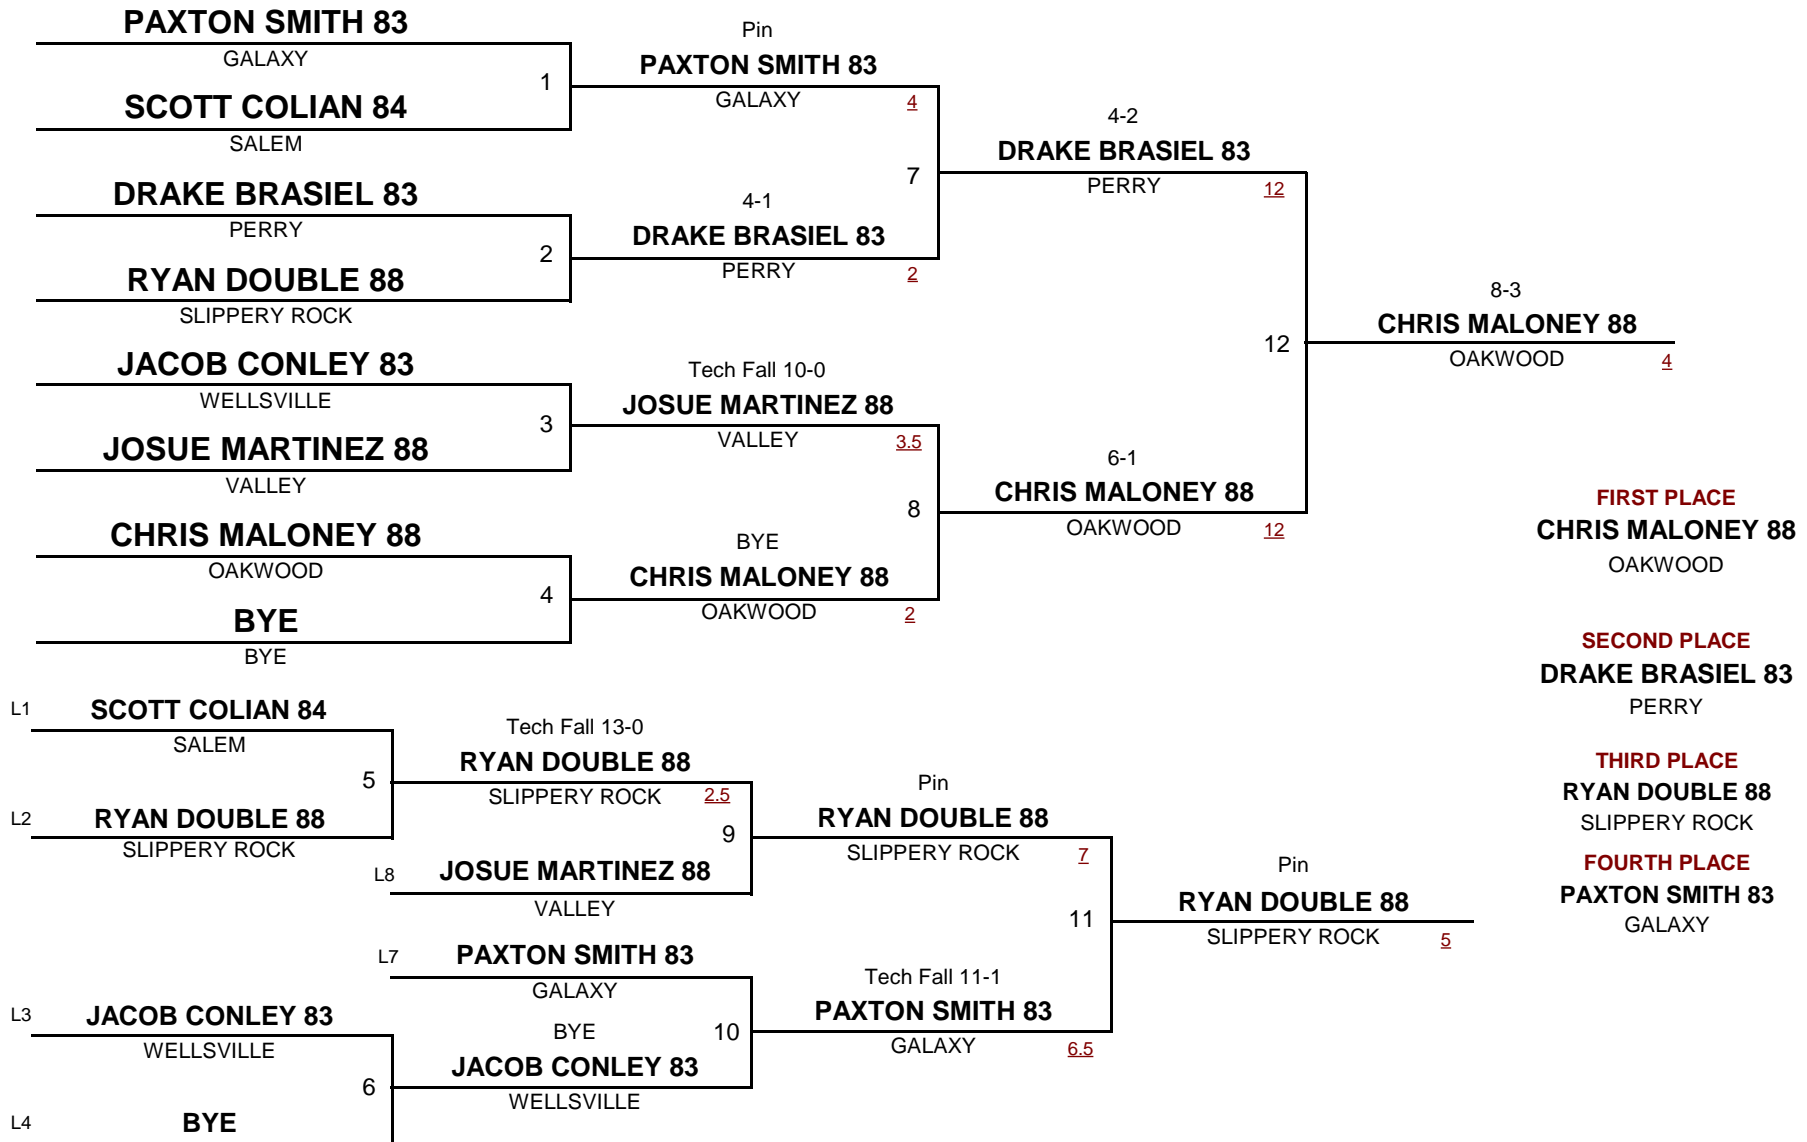 PAXTON SMITH 83
GALAXY
1
SCOTT COLIAN 84
SALEM
DRAKE BRASIEL 83
PERRY
2
RYAN DOUBLE 88
SLIPPERY ROCK
JACOB CONLEY 83
WELLSVILLE
3
JOSUE MARTINEZ 88
VALLEY
CHRIS MALONEY 88
OAKWOOD
4
BYE
BYE
Pin
PAXTON SMITH 83
GALAXY 4
7
4-1
DRAKE BRASIEL 83
PERRY 2
Tech Fall 10-0
JOSUE MARTINEZ 88
VALLEY 3.5
8
BYE
CHRIS MALONEY 88
OAKWOOD 2
4-2
DRAKE BRASIEL 83
PERRY 12
12
6-1
CHRIS MALONEY 88
OAKWOOD 12
8-3
CHRIS MALONEY 88
OAKWOOD 4
FIRST PLACE
CHRIS MALONEY 88
OAKWOOD
SECOND PLACE
DRAKE BRASIEL 83
PERRY
THIRD PLACE
RYAN DOUBLE 88
SLIPPERY ROCK
FOURTH PLACE
PAXTON SMITH 83
GALAXY
L1 SCOTT COLIAN 84
SALEM
5
L2 RYAN DOUBLE 88
SLIPPERY ROCK
L3 JACOB CONLEY 83
WELLSVILLE
6
L4 BYE
Tech Fall 13-0
RYAN DOUBLE 88
SLIPPERY ROCK 2.5
9
L8 JOSUE MARTINEZ 88
VALLEY
L7 PAXTON SMITH 83
GALAXY
10
BYE
JACOB CONLEY 83
WELLSVILLE
Pin
RYAN DOUBLE 88
SLIPPERY ROCK 7
11
Tech Fall 11-1
PAXTON SMITH 83
GALAXY 6.5
Pin
RYAN DOUBLE 88
SLIPPERY ROCK 5